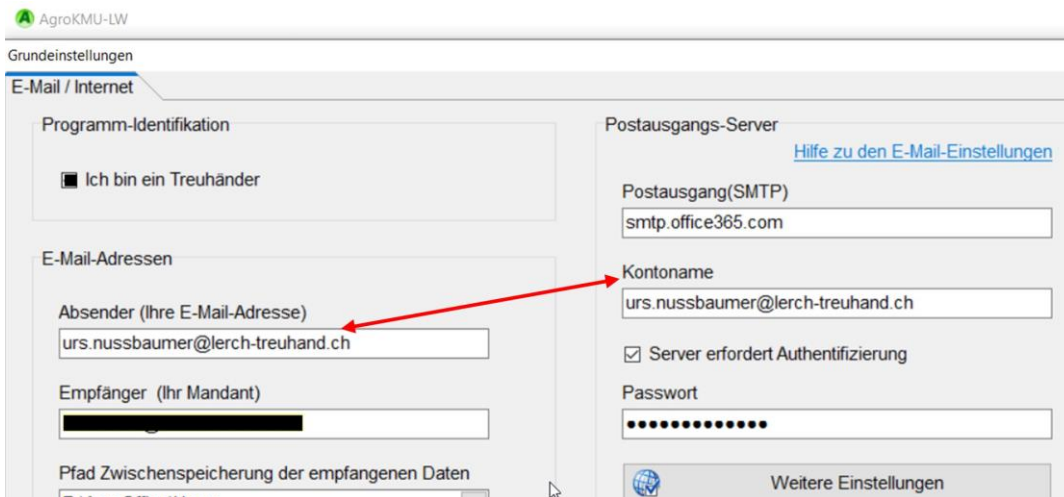 AgroKMU-LW
Grundeinstellungen
E-Mail / Internet
Programm-Identifikation
Ich bin ein Treuhänder
E-Mail-Adressen
Absender (Ihre E-Mail-Adresse)
urs.nussbaumer@lerch-treuhand.ch
Empfänger (Ihr Mandant)
Pfad Zwischenspeicherung der empfangenen Daten
Postausgangs-Server
Hilfe zu den E-Mail-Einstellungen
Postausgang(SMTP)
smtp.office365.com
Kontoname
urs.nussbaumer@lerch-treuhand.ch
Server erfordert Authentifizierung
Passwort
•••••••••••••
Weitere Einstellungen